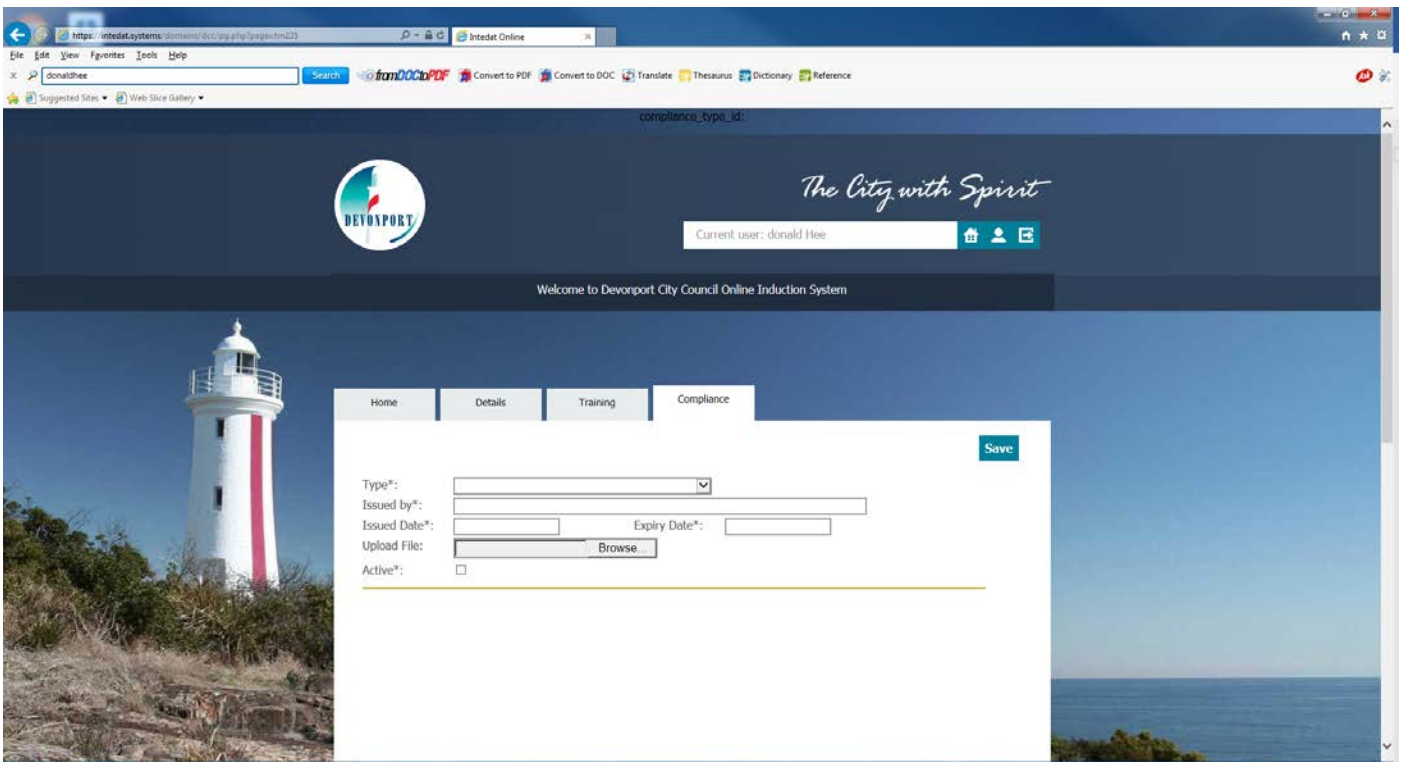 https://intedat.systems/domains/dcc/pg.php?page=tm235
Intedat Online
File Edit View Favorites Tools Help
x donaldhee Search fromDOCtoPDF Convert to PDF Convert to DOC Translate Thesaurus Dictionary Reference
Suggested Sites Web Slice Gallery
compliance_type_id:
The City with Spirit
DEVONPORT
Current user: donald Hee
Welcome to Devonport City Council Online Induction System
Home Details Training Compliance
Save
Type*:
Issued by*:
Issued Date*: Expiry Date*:
Upload File: Browse...
Active*: